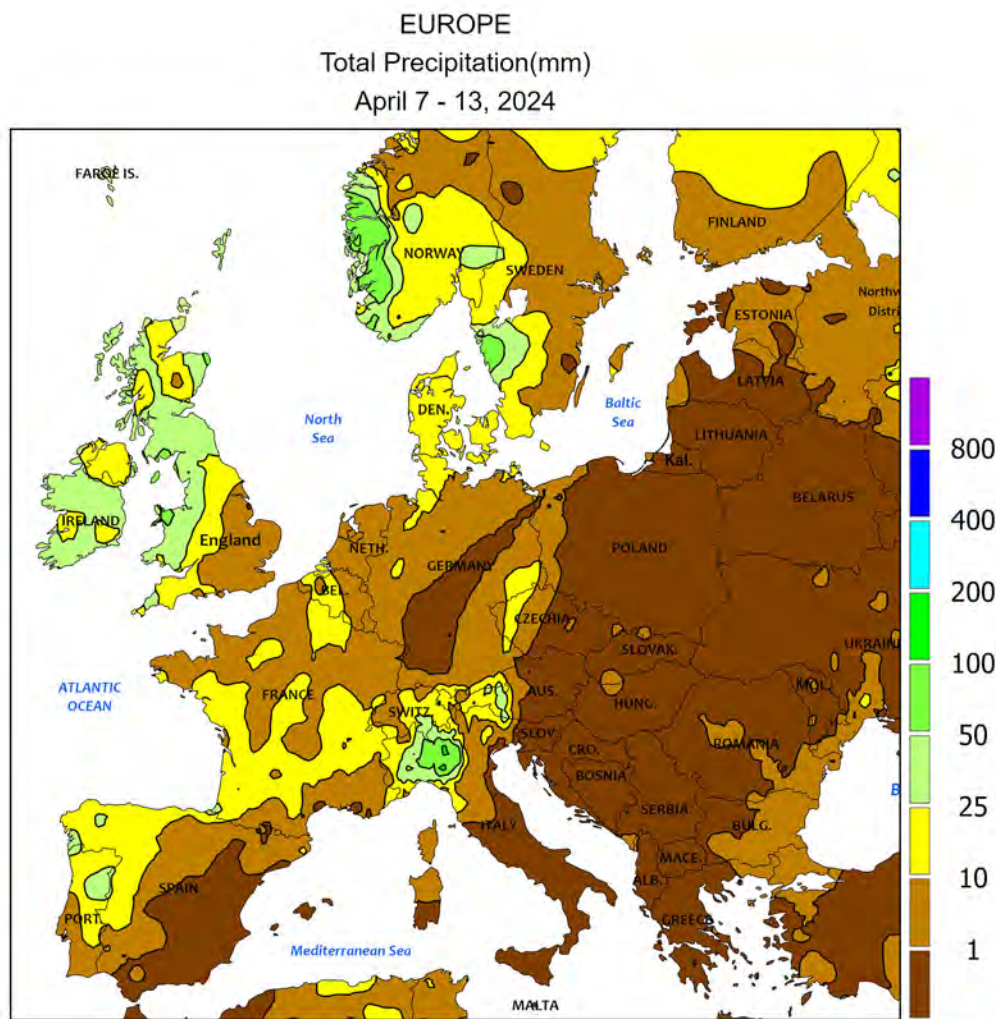 EUROPE
Total Precipitation(mm)
April 7 - 13, 2024
FAROE IS.
NORWAY
FINLAND
SWEDEN
Northw
Distri
ESTONIA
LATVIA
North
Sea
DEN.
Baltic
Sea
LITHUANIA
Kal.
BELARUS
IRELAND
England
NETH.
GERMANY
POLAND
BEL.
CZECHIA
UKRAINE
SLOVAK.
ATLANTIC
OCEAN
FRANCE
SWITZ.
AUS.
HUNG.
MOL.
SLOV.
CRO.
ROMANIA
BOSNIA
SERBIA
B
ITALY
BULG.
MACE.
SPAIN
ALB.
PORT.
GREECE
Mediterranean Sea
MALTA
800
400
200
100
50
25
10
1